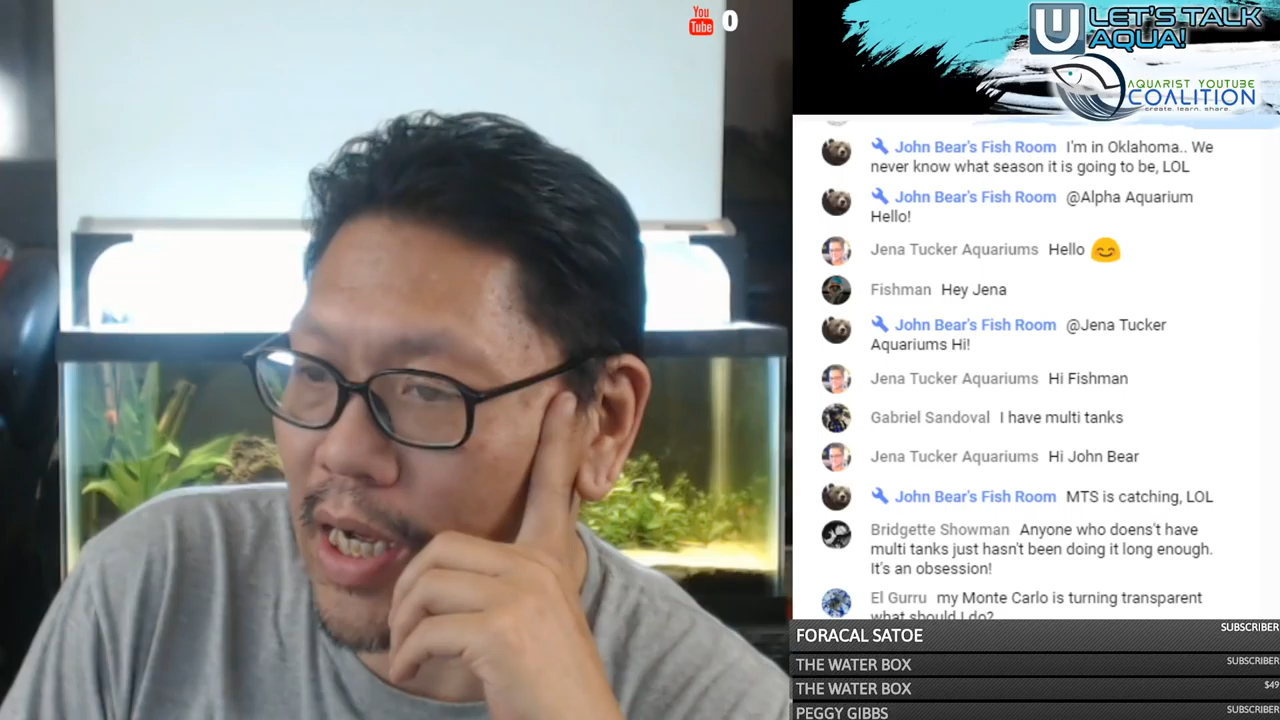 You
Tube 0
LET'S TALK
AQUA!
AQUARIST YOUTUBE
COALITION
create. learn. share.
John Bear's Fish Room I'm in Oklahoma.. We
never know what season it is going to be, LOL
John Bear's Fish Room @Alpha Aquarium
Hello!
Jena Tucker Aquariums Hello 😊
Fishman Hey Jena
John Bear's Fish Room @Jena Tucker
Aquariums Hi!
Jena Tucker Aquariums Hi Fishman
Gabriel Sandoval I have multi tanks
Jena Tucker Aquariums Hi John Bear
John Bear's Fish Room MTS is catching, LOL
Bridgette Showman Anyone who doens't have
multi tanks just hasn't been doing it long enough.
It's an obsession!
El Gurru my Monte Carlo is turning transparent
what should I do?
FORACAL SATOE SUBSCRIBER
THE WATER BOX SUBSCRIBER
THE WATER BOX $49
PEGGY GIBBS SUBSCRIBER